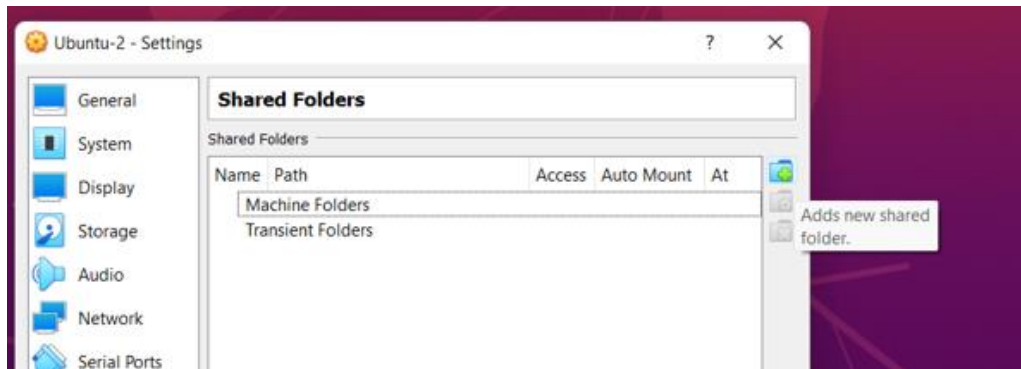 Ubuntu-2 - Settings ? ×
General
Shared Folders
System
Shared Folders
Display
Name Path Access Auto Mount At
Machine Folders
Storage
Transient Folders
Adds new shared
folder.
Audio
Network
Serial Ports